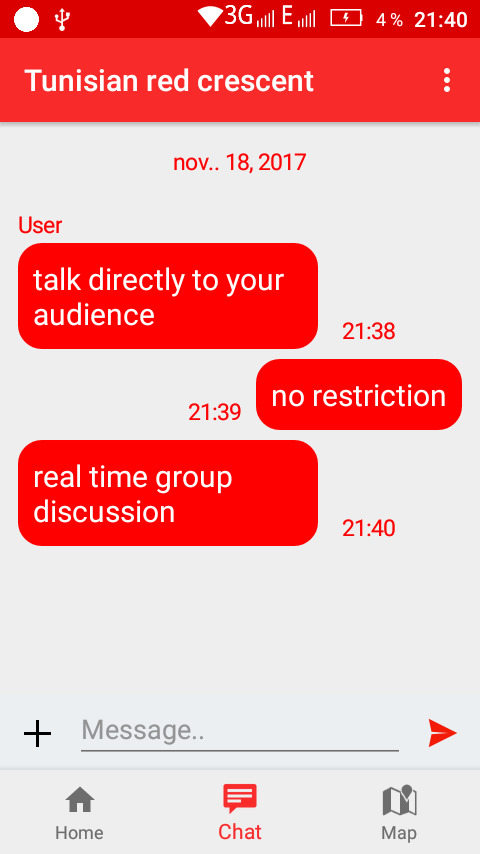 3G E 4 % 21:40
Tunisian red crescent
nov.. 18, 2017
User
talk directly to your
audience
21:38
no restriction
21:39
real time group
discussion
21:40
Message..
Home Chat Map